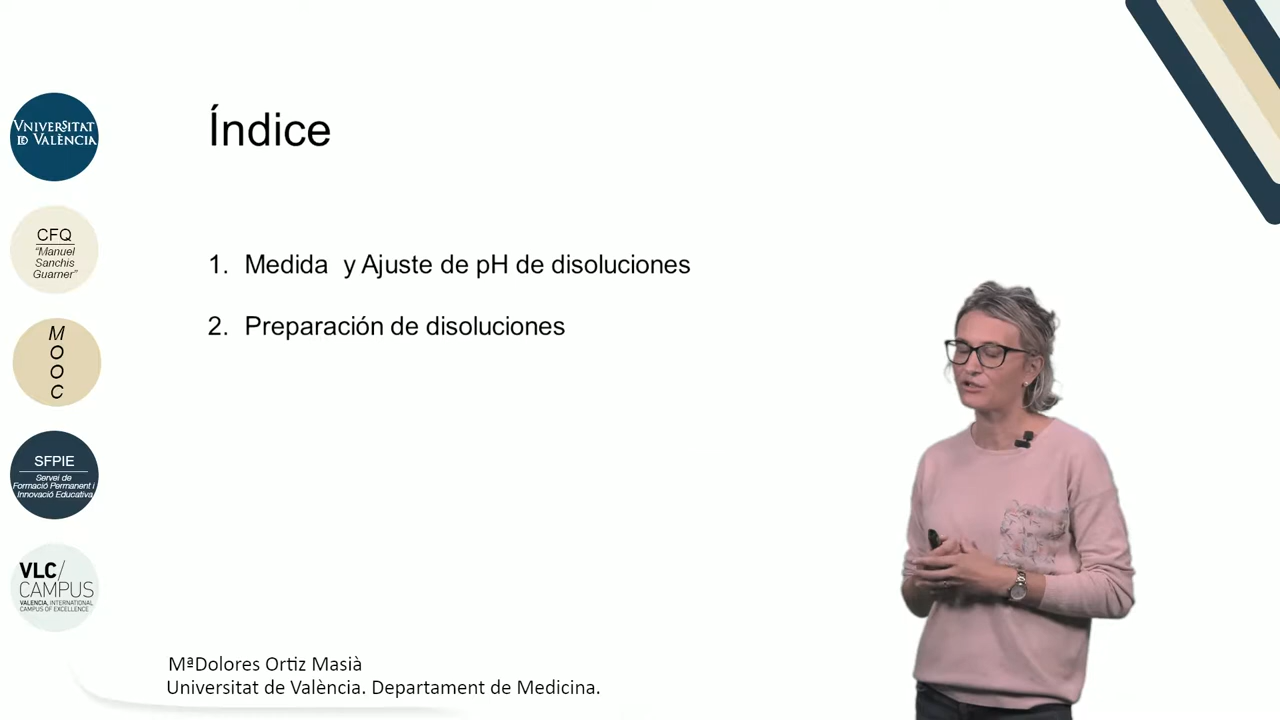 Índice
1. Medida y Ajuste de pH de disoluciones
2. Preparación de disoluciones
VNIVERSITAT
ID VALÈNCIA
CFQ
"Manuel
Sanchis
Guarner"
M
O
O
C
SFPIE
Servei de
Formació Permanent i
Innovació Educativa
VLC/
CAMPUS
VALENCIA, INTERNATIONAL
CAMPUS OF EXCELLENCE
MªDolores Ortiz Masià
Universitat de València. Departament de Medicina.